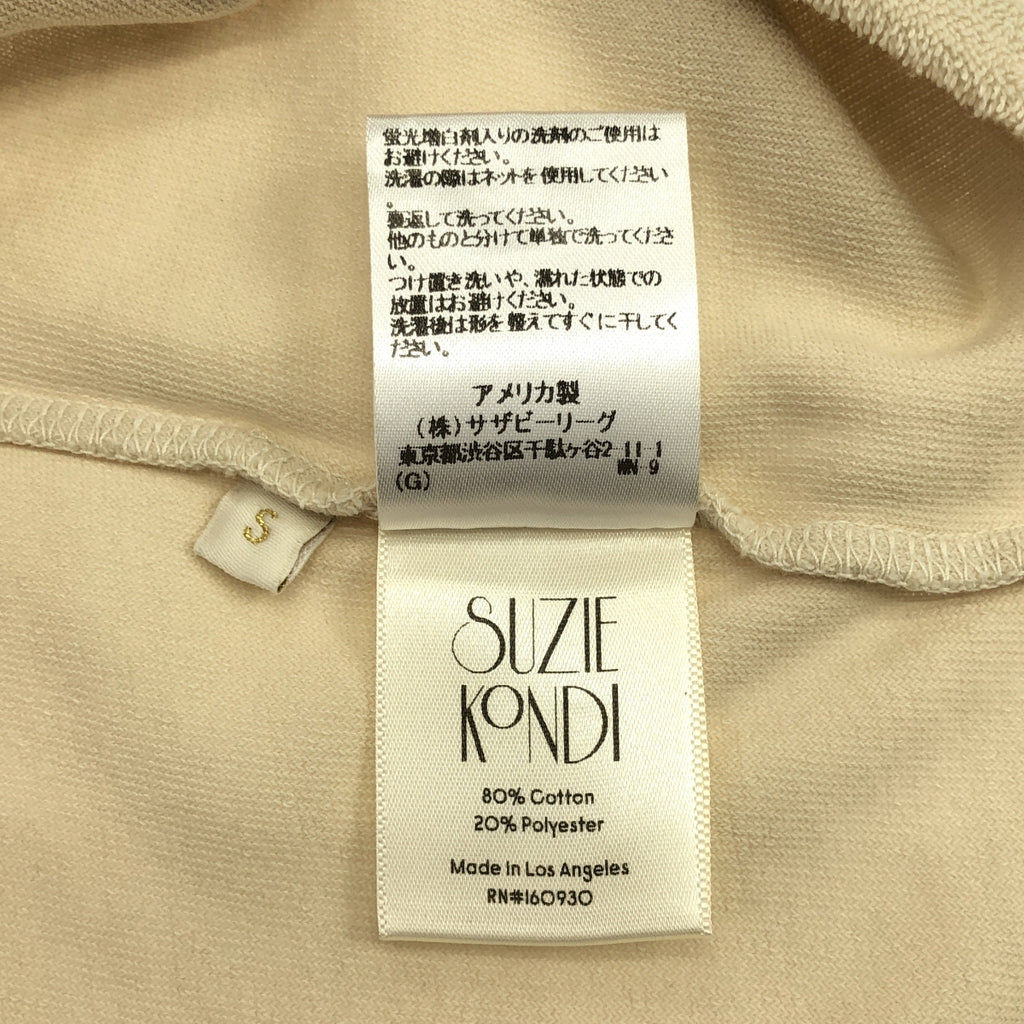 蛍光増白剤入りの洗剤のご使用は
お避けください。
洗濯の際はネットを使用してください
。
裏返して洗ってください。
他のものと分けて単独で洗ってくださ
い。
つけ置き洗いや、濡れた状態での
放置はお避けください。
洗濯後は形を整えてすぐに干してく
ださい。
アメリカ製
(株)サザビーリーグ
東京都渋谷区千駄ヶ谷2-11-1
WN-9
(G)
S
SUZIE
KONDI
80% Cotton
20% Polyester
Made in Los Angeles
RN#160930